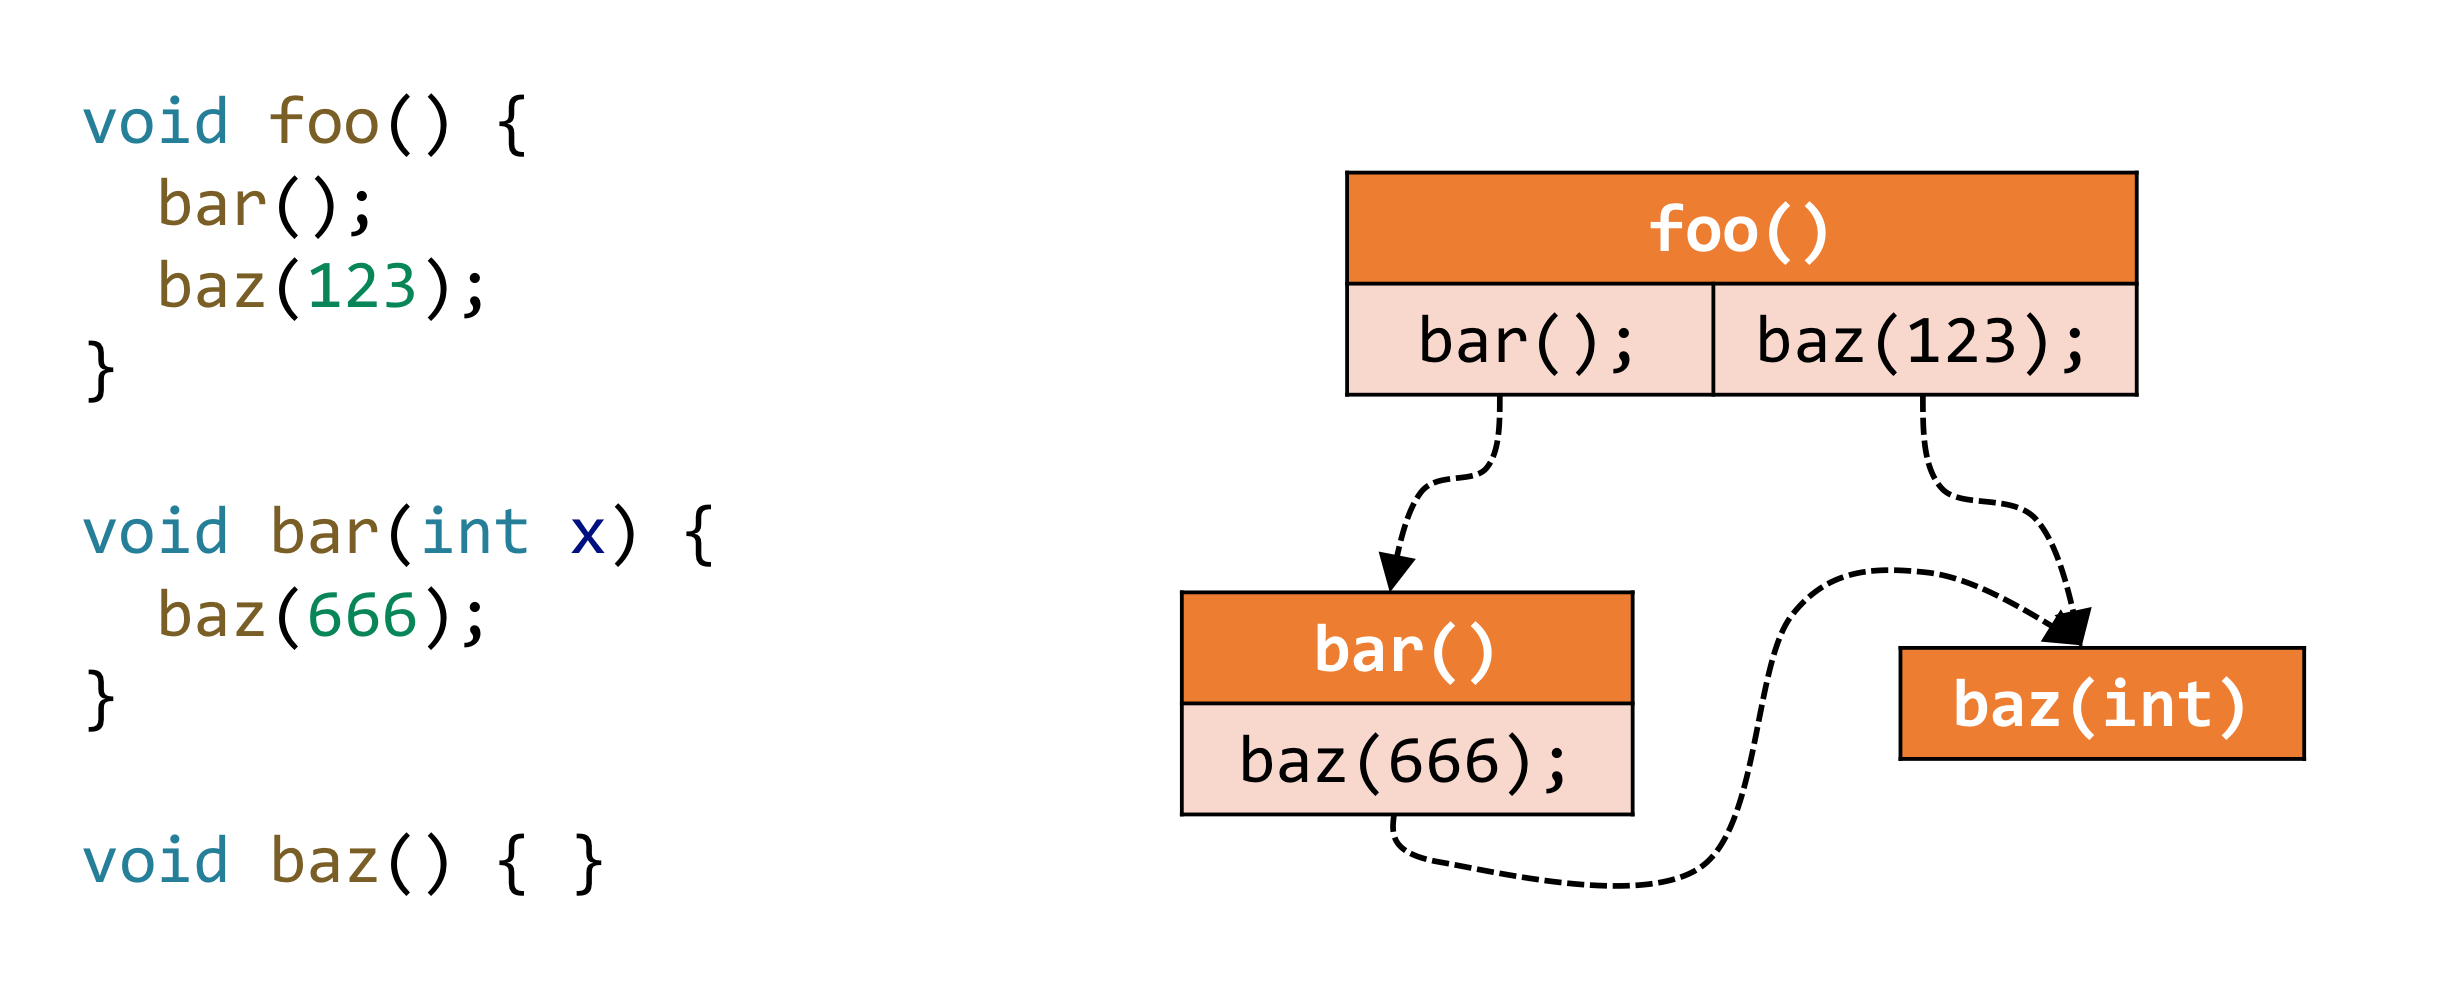 void foo() {
  bar();
  baz(123);
}
void bar(int x) {
  baz(666);
}
void baz() { }
foo()
bar();
baz(123);
bar()
baz(666);
baz(int)